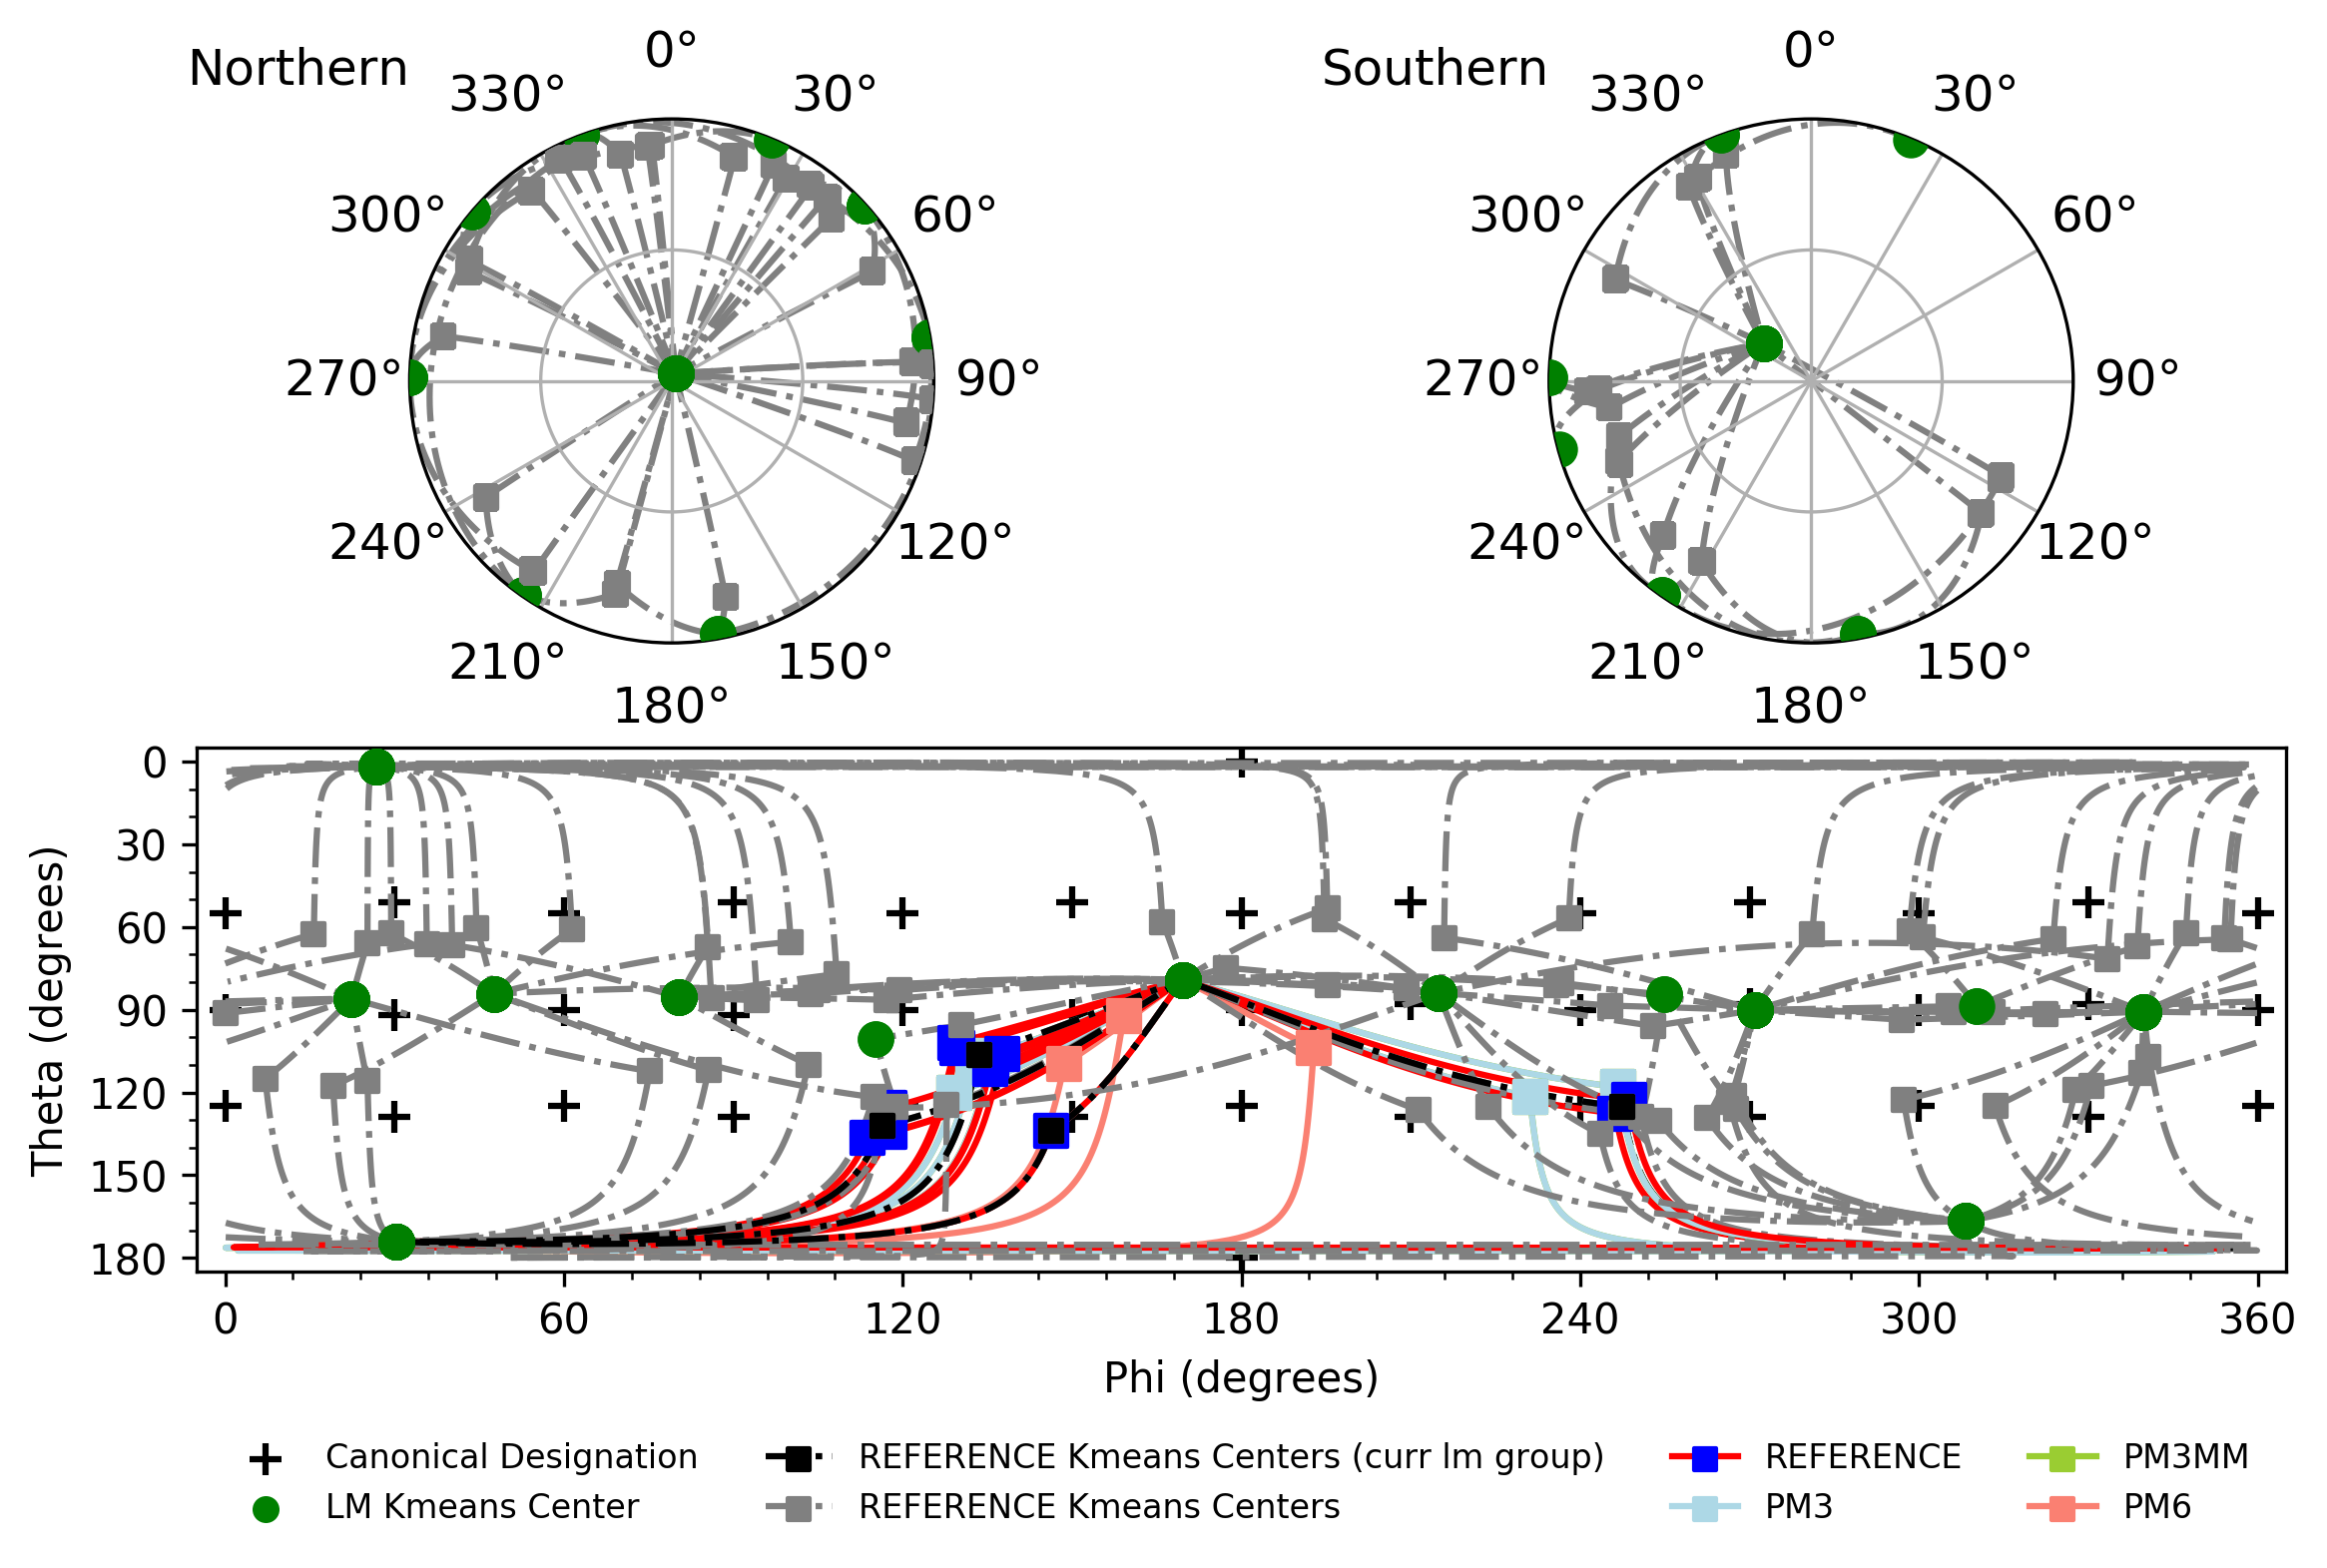 Northern
0°
30°
60°
90°
120°
150°
180°
210°
240°
270°
300°
330°
Southern
0°
30°
60°
90°
120°
150°
180°
210°
240°
270°
300°
330°
Theta (degrees)
0
30
60
90
120
150
180
0 60 120 180 240 300 360
Phi (degrees)
Canonical Designation
LM Kmeans Center
REFERENCE Kmeans Centers (curr lm group)
REFERENCE Kmeans Centers
REFERENCE
PM3
PM3MM
PM6